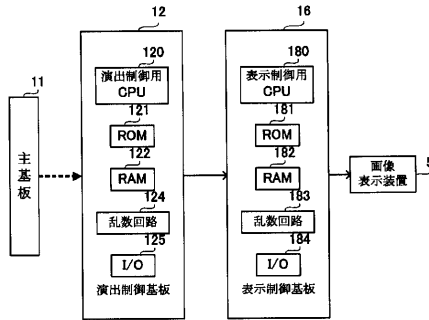 11
主基板
12
120
演出制御用
CPU
121
ROM
122
RAM
124
乱数回路
125
I/O
演出制御基板
16
180
表示制御用
CPU
181
ROM
182
RAM
183
乱数回路
184
I/O
表示制御基板
画像
表示装置
5